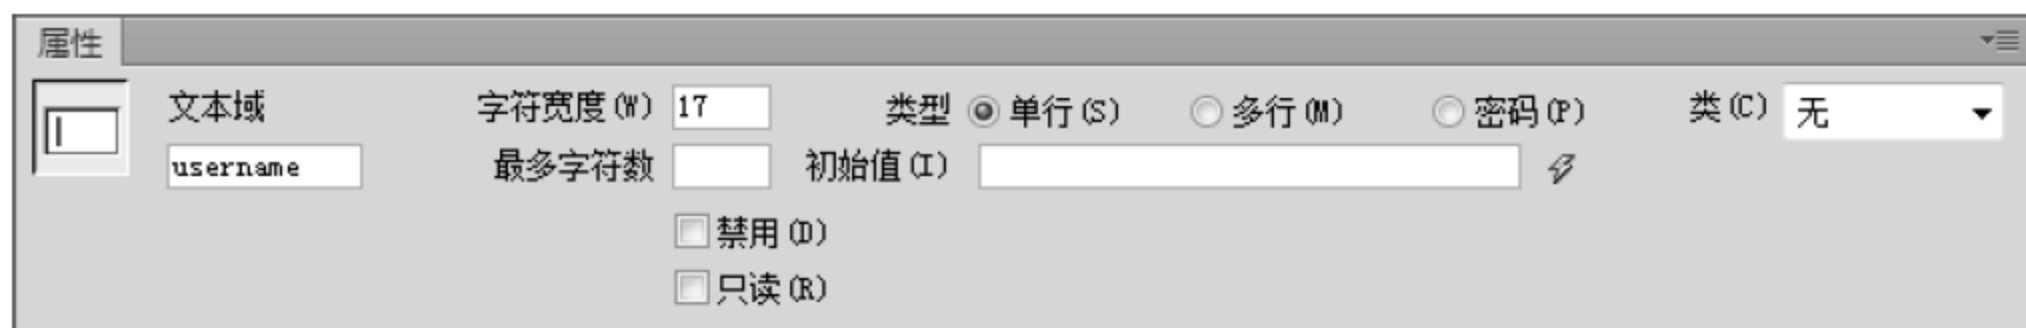 属性
文本域 字符宽度(W) 17 类型 单行(S) 多行(M) 密码(P) 类(C) 无
username 最多字符数 初始值(I)
禁用(D)
只读(R)